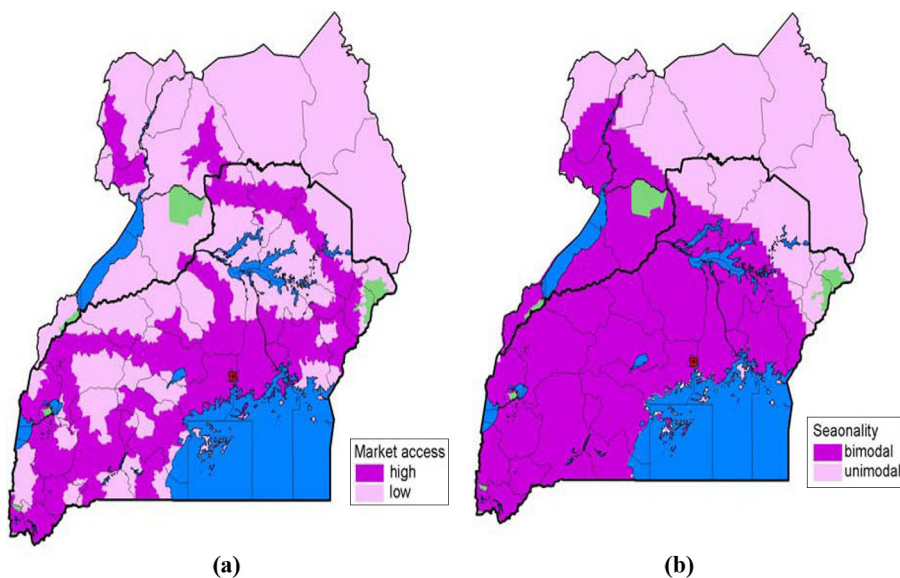 Market access
high
low
(a)
Seaonality
bimodal
unimodal
(b)